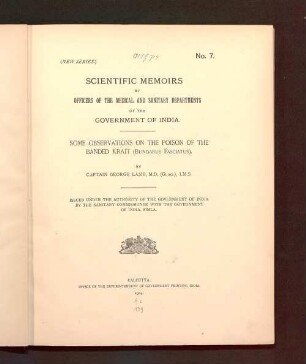 (NEW SERIES)
No. 7.
SCIENTIFIC MEMOIRS
BY
OFFICERS OF THE MEDICAL AND SANITARY DEPARTMENTS
OF THE
GOVERNMENT OF INDIA.
SOME OBSERVATIONS ON THE POISON OF THE
BANDED KRAIT (BUNGARUS FASCIATUS).
BY
CAPTAIN GEORGE LAMB, M.D. (GLAS.), I.M.S.
ISSUED UNDER THE AUTHORITY OF THE GOVERNMENT OF INDIA
BY THE SANITARY COMMISSIONER WITH THE GOVERNMENT
OF INDIA, SIMLA.
CALCUTTA:
OFFICE OF THE SUPERINTENDENT OF GOVERNMENT PRINTING, INDIA.